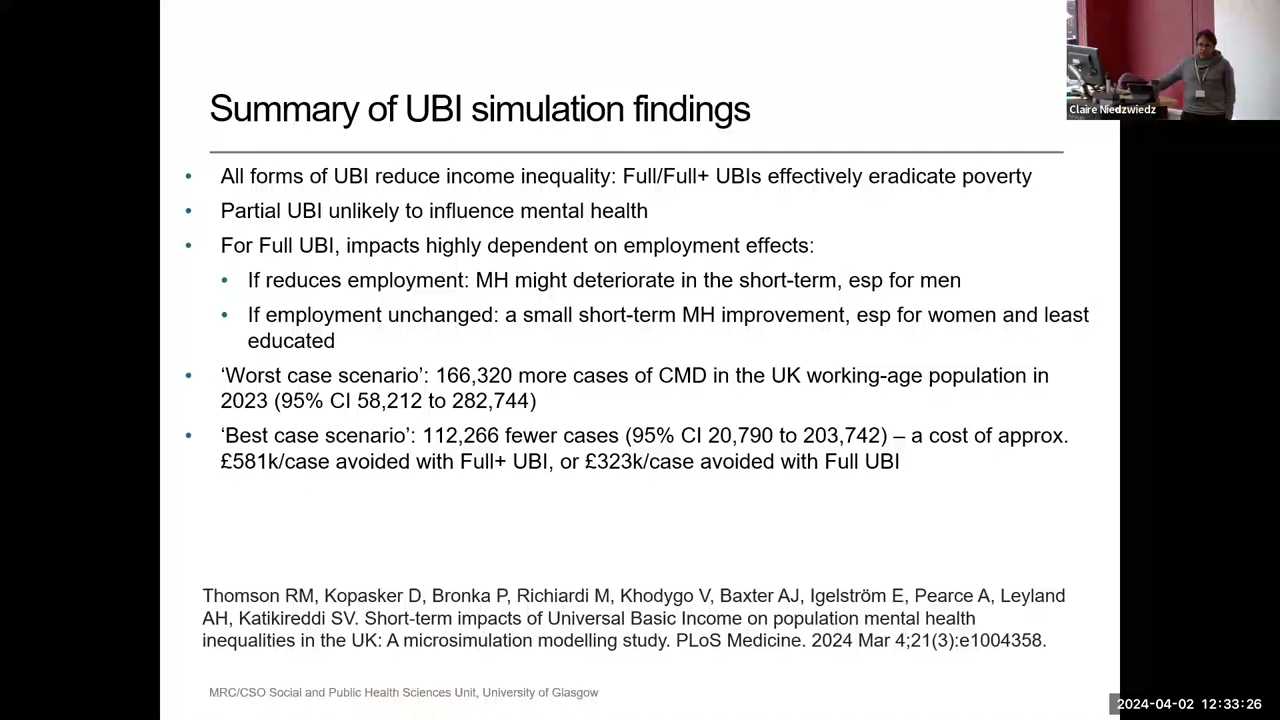 Claire Niedzwiedz
Summary of UBI simulation findings
• All forms of UBI reduce income inequality: Full/Full+ UBIs effectively eradicate poverty
• Partial UBI unlikely to influence mental health
• For Full UBI, impacts highly dependent on employment effects:
• If reduces employment: MH might deteriorate in the short-term, esp for men
• If employment unchanged: a small short-term MH improvement, esp for women and least
educated
• ‘Worst case scenario’: 166,320 more cases of CMD in the UK working-age population in
2023 (95% CI 58,212 to 282,744)
• ‘Best case scenario’: 112,266 fewer cases (95% CI 20,790 to 203,742) – a cost of approx.
£581k/case avoided with Full+ UBI, or £323k/case avoided with Full UBI
Thomson RM, Kopasker D, Bronka P, Richiardi M, Khodygo V, Baxter AJ, Igelström E, Pearce A, Leyland
AH, Katikireddi SV. Short-term impacts of Universal Basic Income on population mental health
inequalities in the UK: A microsimulation modelling study. PLoS Medicine. 2024 Mar 4;21(3):e1004358.
MRC/CSO Social and Public Health Sciences Unit, University of Glasgow
2024-04-02 12:33:26